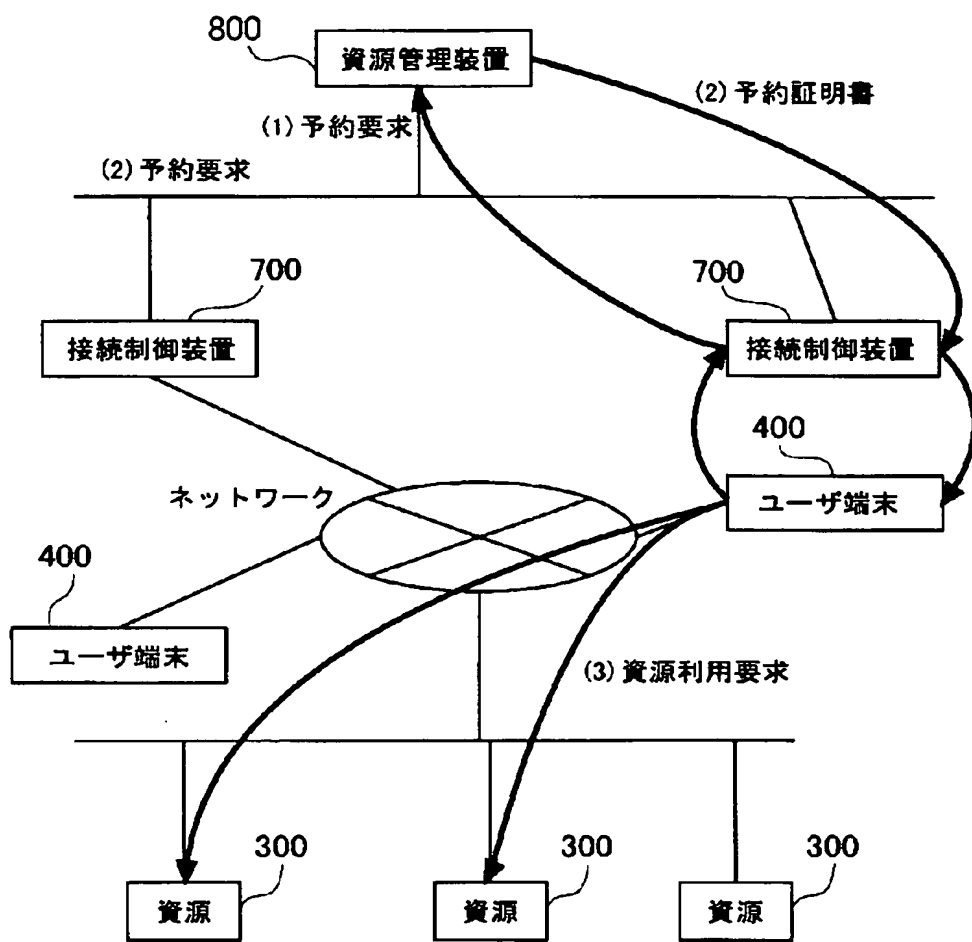 800
資源管理装置
(2)予約証明書
(1)予約要求
(2)予約要求
700
700
接続制御装置
接続制御装置
400
ネットワーク
ユーザ端末
400
ユーザ端末
(3)資源利用要求
300
300
300
資源
資源
資源